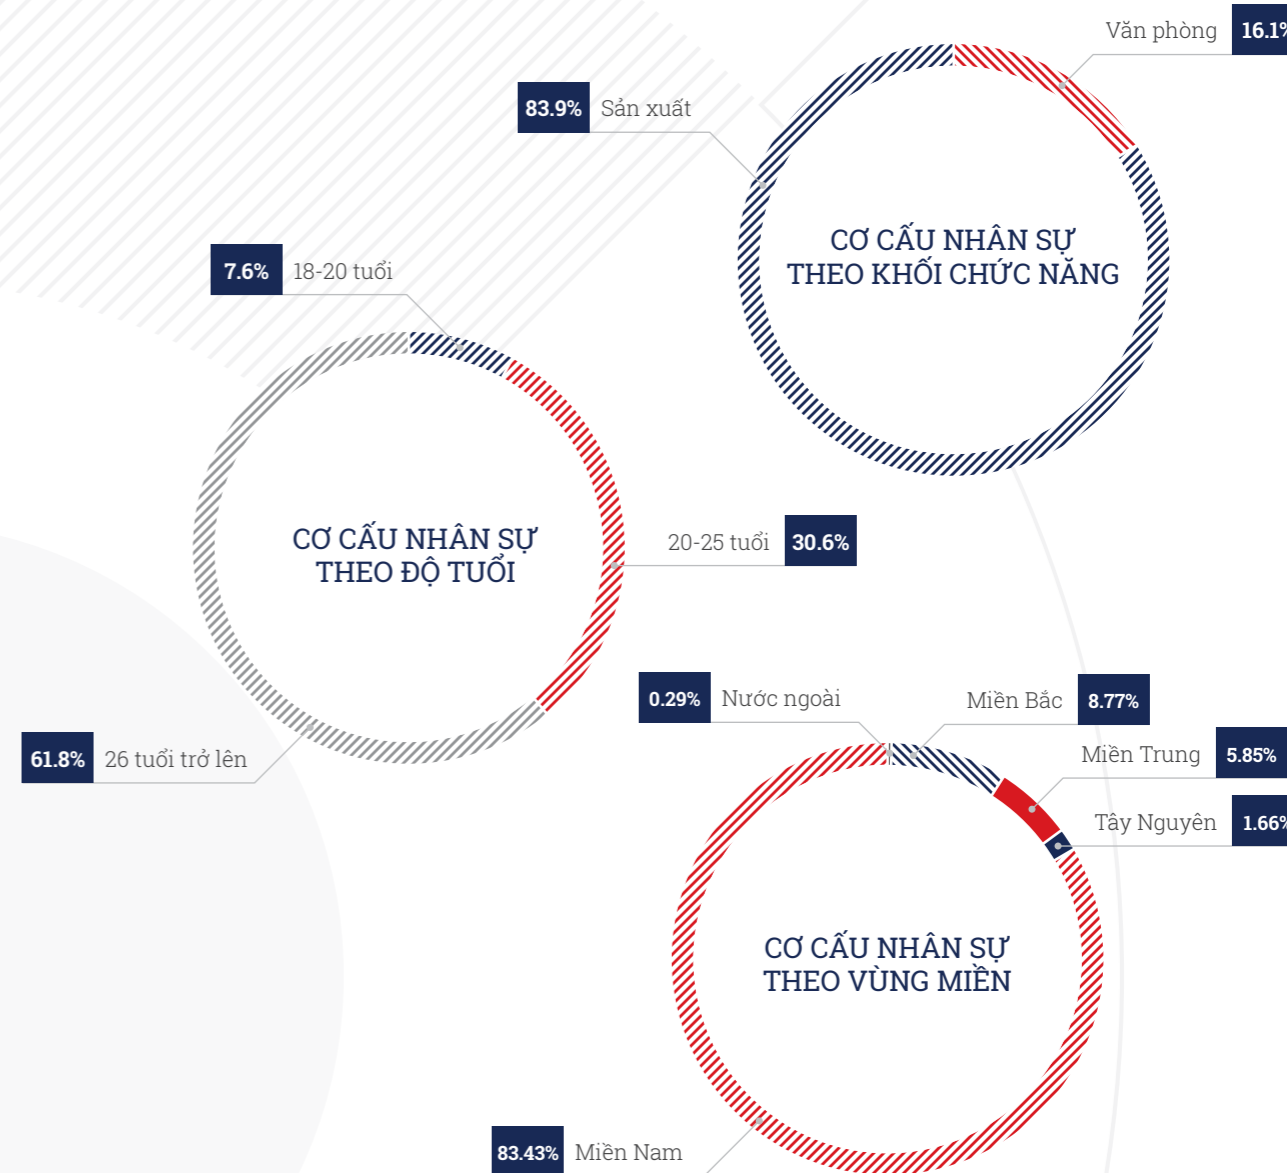 Văn phòng 16.1%
83.9% Sản xuất
CƠ CẤU NHÂN SỰ
THEO KHỐI CHỨC NĂNG
7.6% 18-20 tuổi
CƠ CẤU NHÂN SỰ
THEO ĐỘ TUỔI
20-25 tuổi 30.6%
61.8% 26 tuổi trở lên
0.29% Nước ngoài
Miền Bắc 8.77%
Miền Trung 5.85%
Tây Nguyên 1.66%
CƠ CẤU NHÂN SỰ
THEO VÙNG MIỀN
83.43% Miền Nam